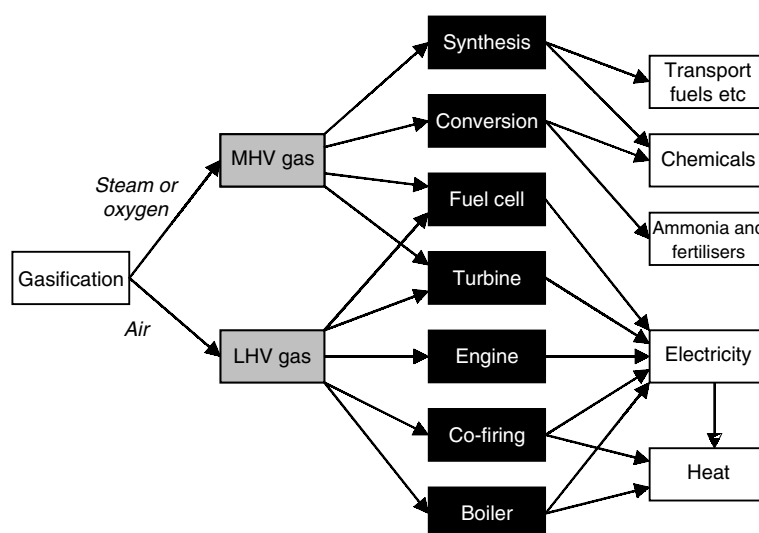 Synthesis
Transport
fuels etc
Conversion
MHV gas
Chemicals
Steam or
oxygen
Fuel cell
Ammonia and
fertilisers
Gasification
Turbine
Air
LHV gas
Engine
Electricity
Co-firing
Heat
Boiler